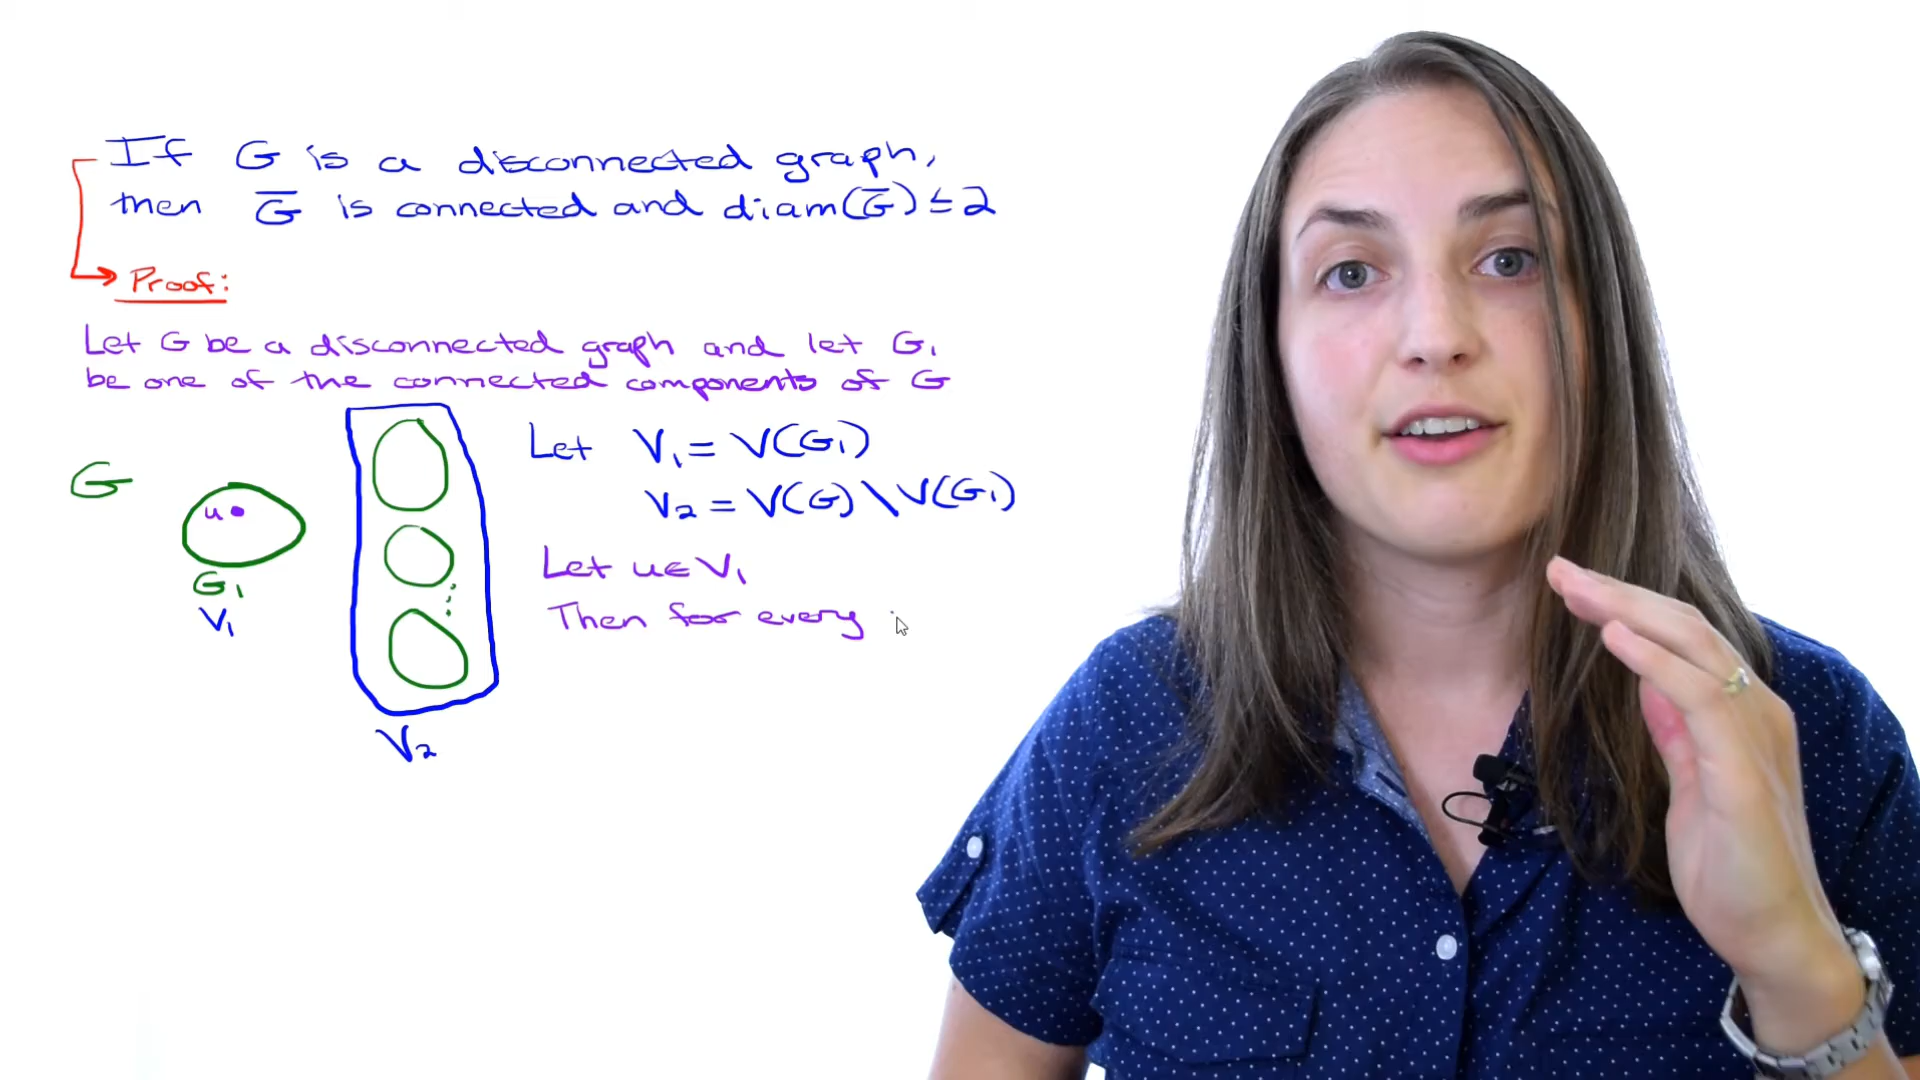 If G is a disconnected graph,
then G̅ is connected and diam(G̅) ≤ 2
Proof:
Let G be a disconnected graph and let G₁
be one of the connected components of G
G
u
G₁
V₁
V₂
Let V₁ = V(G₁)
V₂ = V(G) \ V(G₁)
Let u ∈ V₁
Then for every